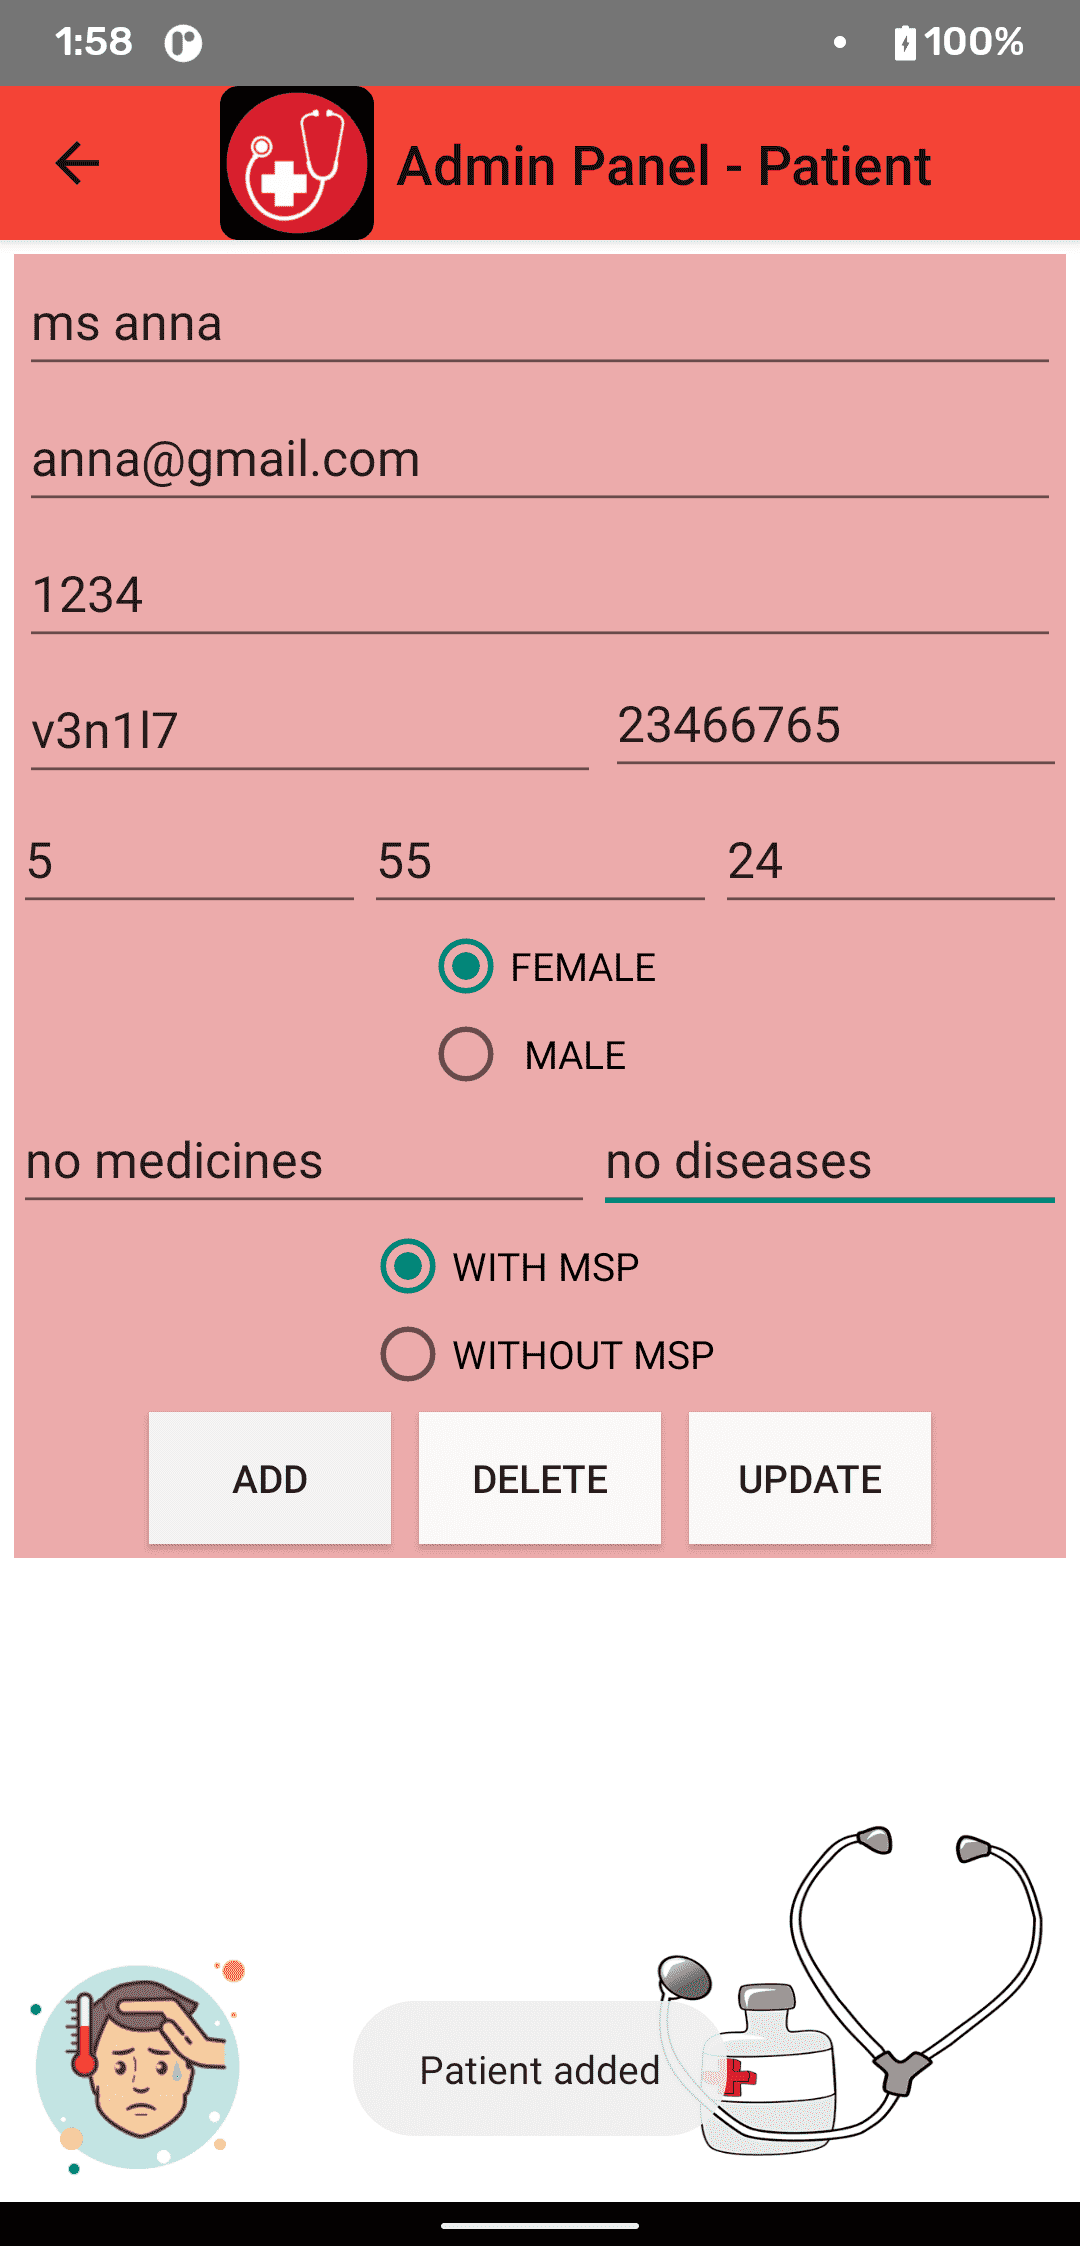 1:58 100%
Admin Panel - Patient
ms anna
anna@gmail.com
1234
v3n1l7 23466765
5 55 24
FEMALE
MALE
no medicines no diseases
WITH MSP
WITHOUT MSP
ADD DELETE UPDATE
Patient added